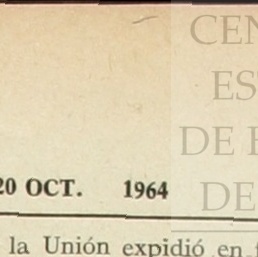 CEN
ES
DE
DE
20 OCT. 1964
la Unión expidió en